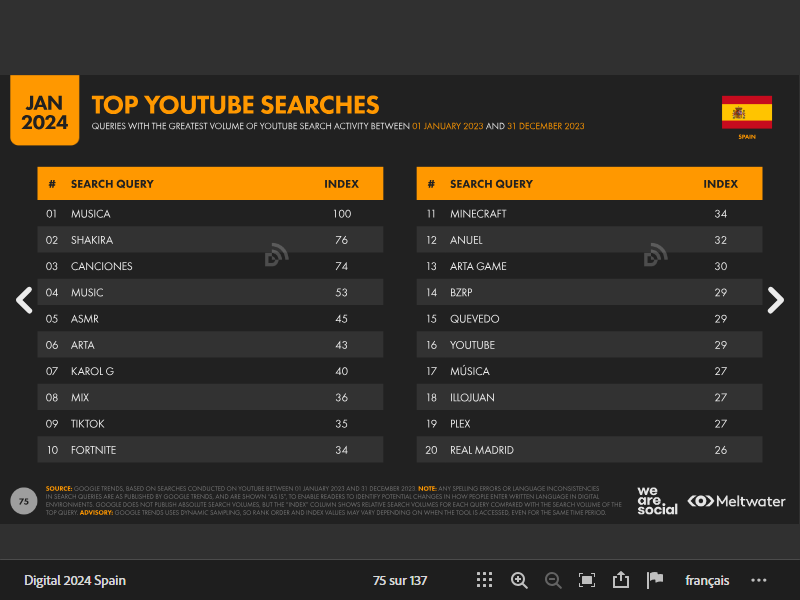 JAN
2024
TOP YOUTUBE SEARCHES
QUERIES WITH THE GREATEST VOLUME OF YOUTUBE SEARCH ACTIVITY BETWEEN 01 JANUARY 2023 AND 31 DECEMBER 2023
SPAIN
# SEARCH QUERY INDEX
01 MUSICA 100
02 SHAKIRA 76
03 CANCIONES 74
04 MUSIC 53
05 ASMR 45
06 ARTA 43
07 KAROL G 40
08 MIX 36
09 TIKTOK 35
10 FORTNITE 34
# SEARCH QUERY INDEX
11 MINECRAFT 34
12 ANUEL 32
13 ARTA GAME 30
14 BZRP 29
15 QUEVEDO 29
16 YOUTUBE 29
17 MÚSICA 27
18 ILLOJUAN 27
19 PLEX 27
20 REAL MADRID 26
75
SOURCE: GOOGLE TRENDS, BASED ON SEARCHES CONDUCTED ON YOUTUBE BETWEEN 01 JANUARY 2023 AND 31 DECEMBER 2023. NOTE: ANY SPELLING ERRORS OR LANGUAGE INCONSISTENCIES
IN SEARCH QUERIES ARE AS PUBLISHED BY GOOGLE TRENDS, AND ARE SHOWN "AS IS", TO ENABLE READERS TO IDENTIFY POTENTIAL CHANGES IN HOW PEOPLE ENTER WRITTEN LANGUAGE IN DIGITAL
ENVIRONMENTS. GOOGLE DOES NOT PUBLISH ABSOLUTE SEARCH VOLUMES, BUT THE "INDEX" COLUMN SHOWS RELATIVE SEARCH VOLUMES FOR EACH QUERY COMPARED WITH THE SEARCH VOLUME OF THE
TOP QUERY. ADVISORY: GOOGLE TRENDS USES DYNAMIC SAMPLING, SO RANK ORDER AND INDEX VALUES MAY VARY DEPENDING ON WHEN THE TOOL IS ACCESSED, EVEN FOR THE SAME TIME PERIOD.
we
are.
social
Meltwater
Digital 2024 Spain
75 sur 137
français